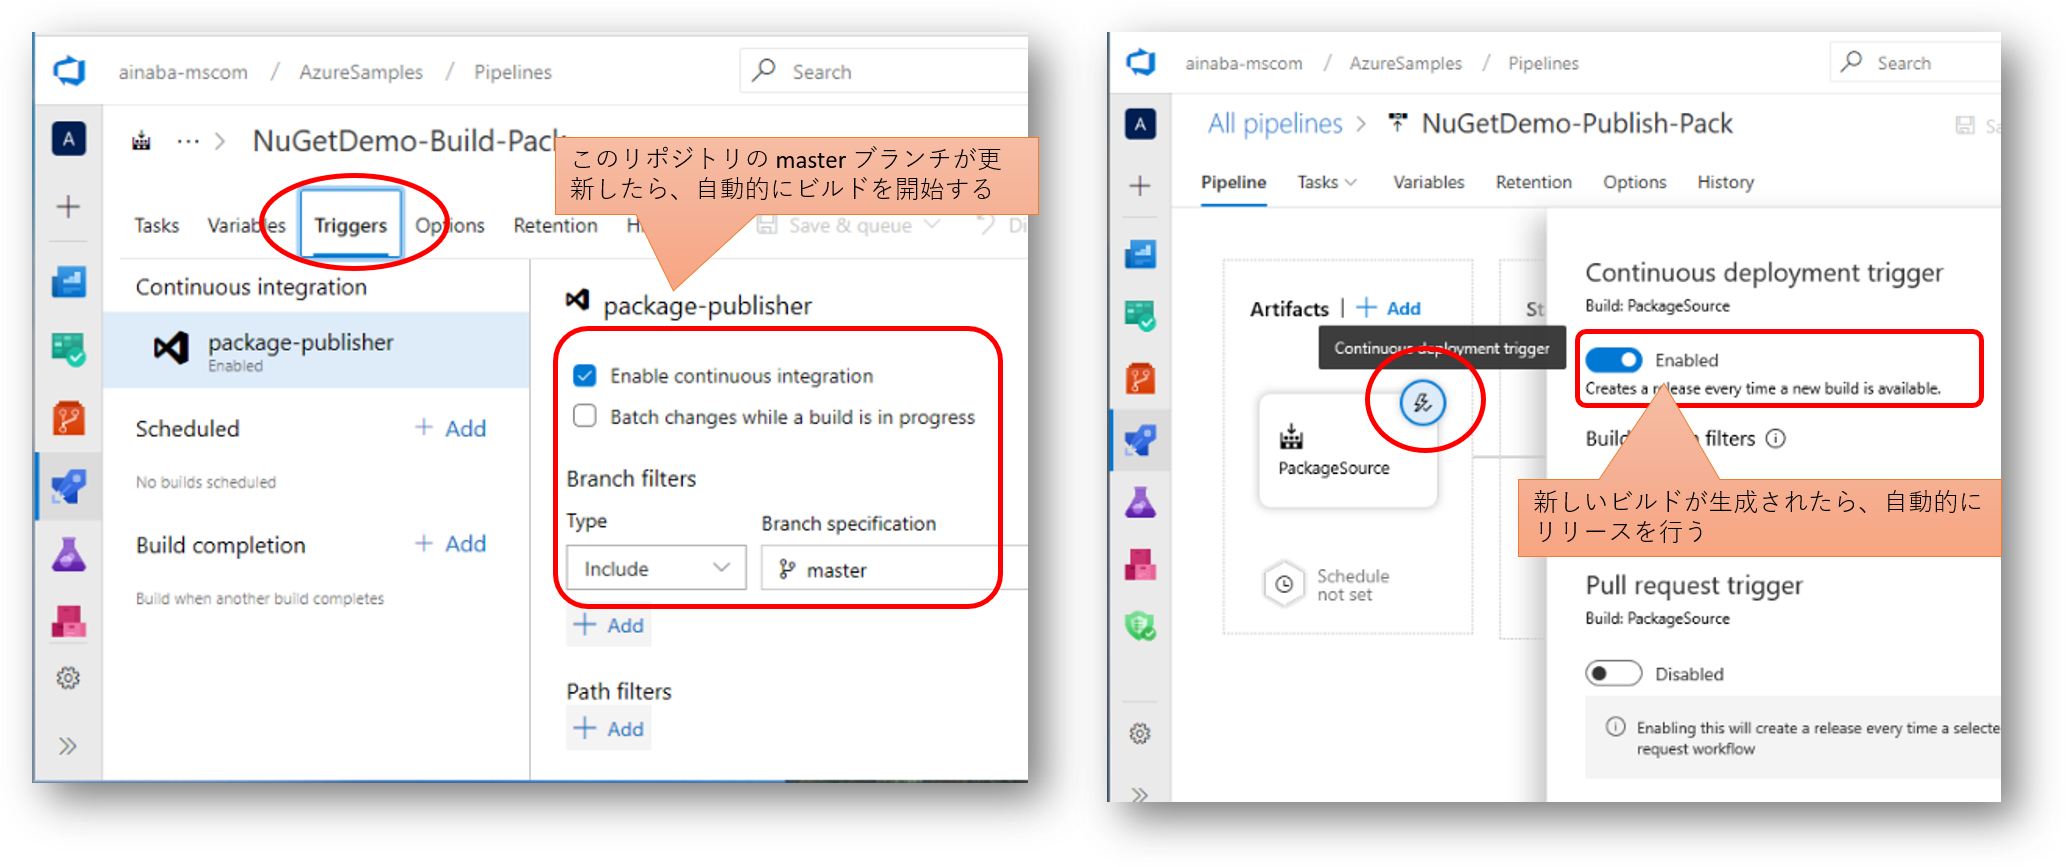 ainaba-mscom / AzureSamples / Pipelines
Search
A
··· > NuGetDemo-Build-Pack
このリポジトリの master ブランチが更
新したら、自動的にビルドを開始する
Tasks Variables Triggers Options Retention Save & queue
Continuous integration
package-publisher
Enabled
Scheduled
+ Add
No builds scheduled
Build completion
+ Add
Build when another build completes
package-publisher
Enable continuous integration
Batch changes while a build is in progress
Branch filters
Type
Branch specification
Include
master
+ Add
Path filters
+ Add
ainaba-mscom / AzureSamples / Pipelines
Search
A
All pipelines > NuGetDemo-Publish-Pack
Pipeline Tasks Variables Retention Options History
Artifacts | + Add
Continuous deployment trigger
PackageSource
Schedule
not set
Continuous deployment trigger
Build: PackageSource
Enabled
Creates a release every time a new build is available.
filters
新しいビルドが生成されたら、自動的に
リリースを行う
Pull request trigger
Build: PackageSource
Disabled
Enabling this will create a release every time a selecte
request workflow